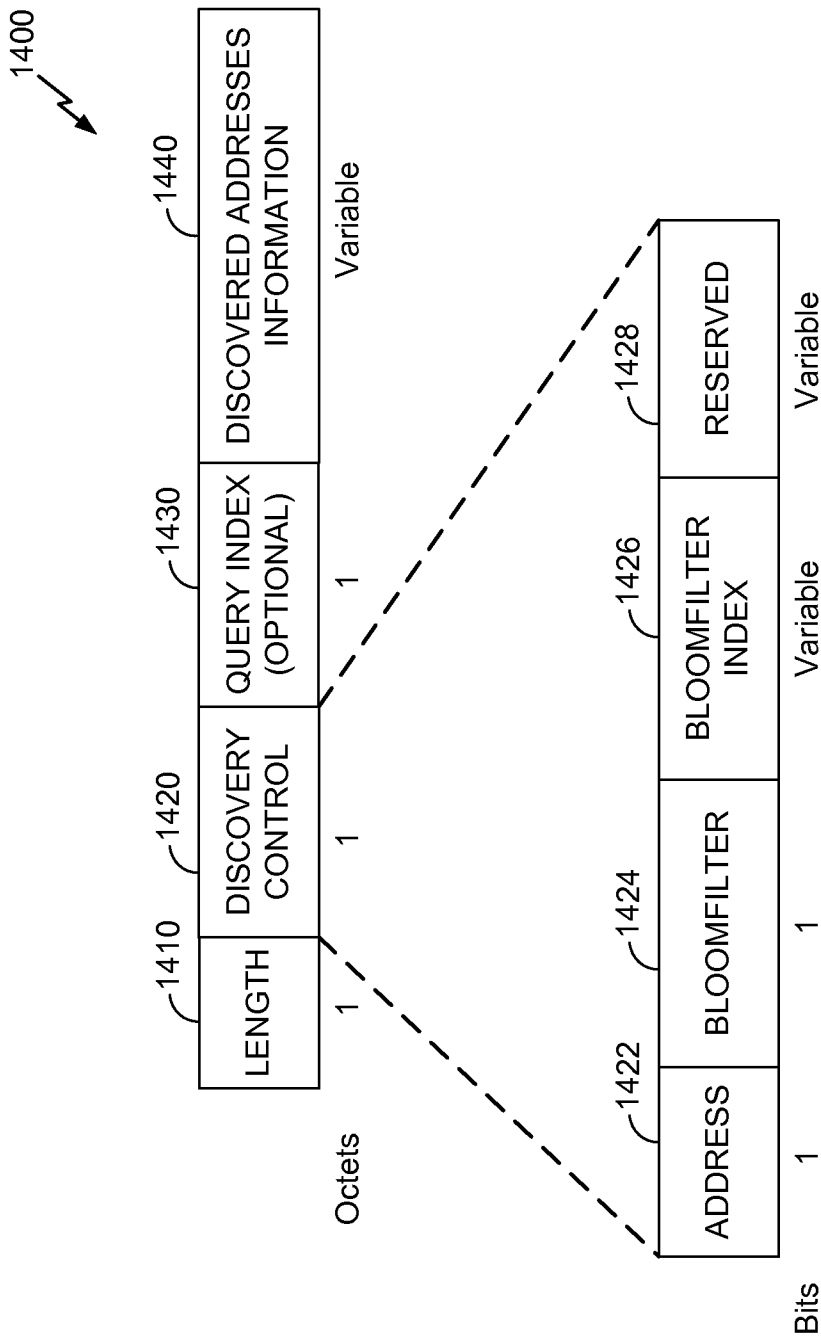 1400
1410
1420
1430
1440
LENGTH
DISCOVERY
CONTROL
QUERY INDEX
(OPTIONAL)
DISCOVERED ADDRESSES
INFORMATION
Octets
1
1
1
Variable
1422
1424
1426
1428
ADDRESS
BLOOMFILTER
BLOOMFILTER
INDEX
RESERVED
Bits
1
1
Variable
Variable